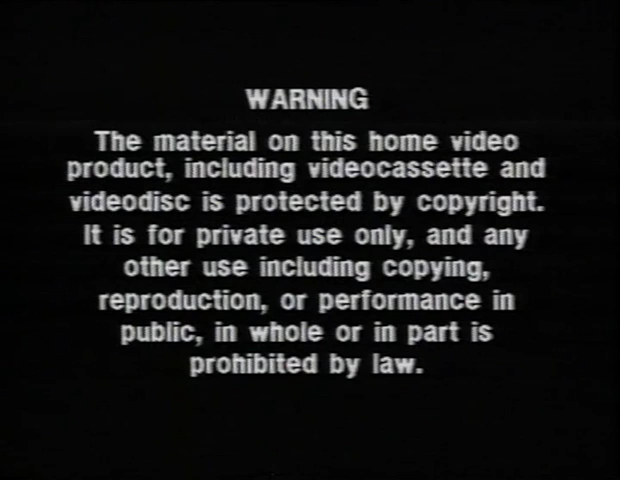 WARNING
The material on this home video
product, including videocassette and
videodisc is protected by copyright.
It is for private use only, and any
other use including copying,
reproduction, or performance in
public, in whole or in part is
prohibited by law.